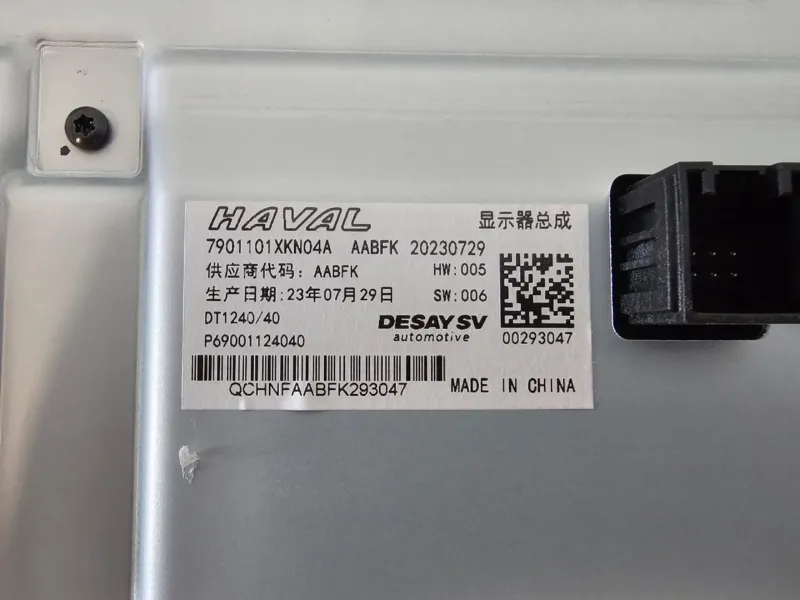 HAVAL 显示器总成
7901101XKN04A AABFK 20230729
供应商代码: AABFK HW:005
生产日期:23年07月29日 SW:006
DT1240/40 DESAY SV
P69001124040 automotive 00293047
QCHNFAABFK293047 MADE IN CHINA